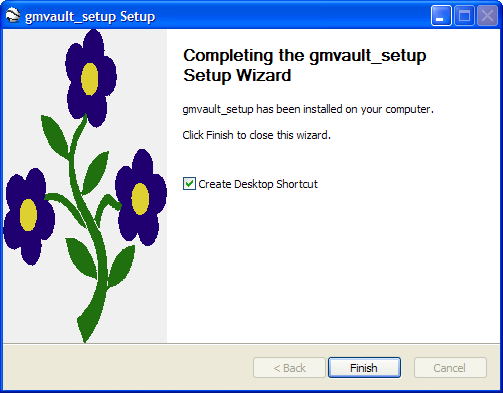 gmvault_setup Setup
Completing the gmvault_setup
Setup Wizard
gmvault_setup has been installed on your computer.
Click Finish to close this wizard.
Create Desktop Shortcut
< Back
Finish
Cancel